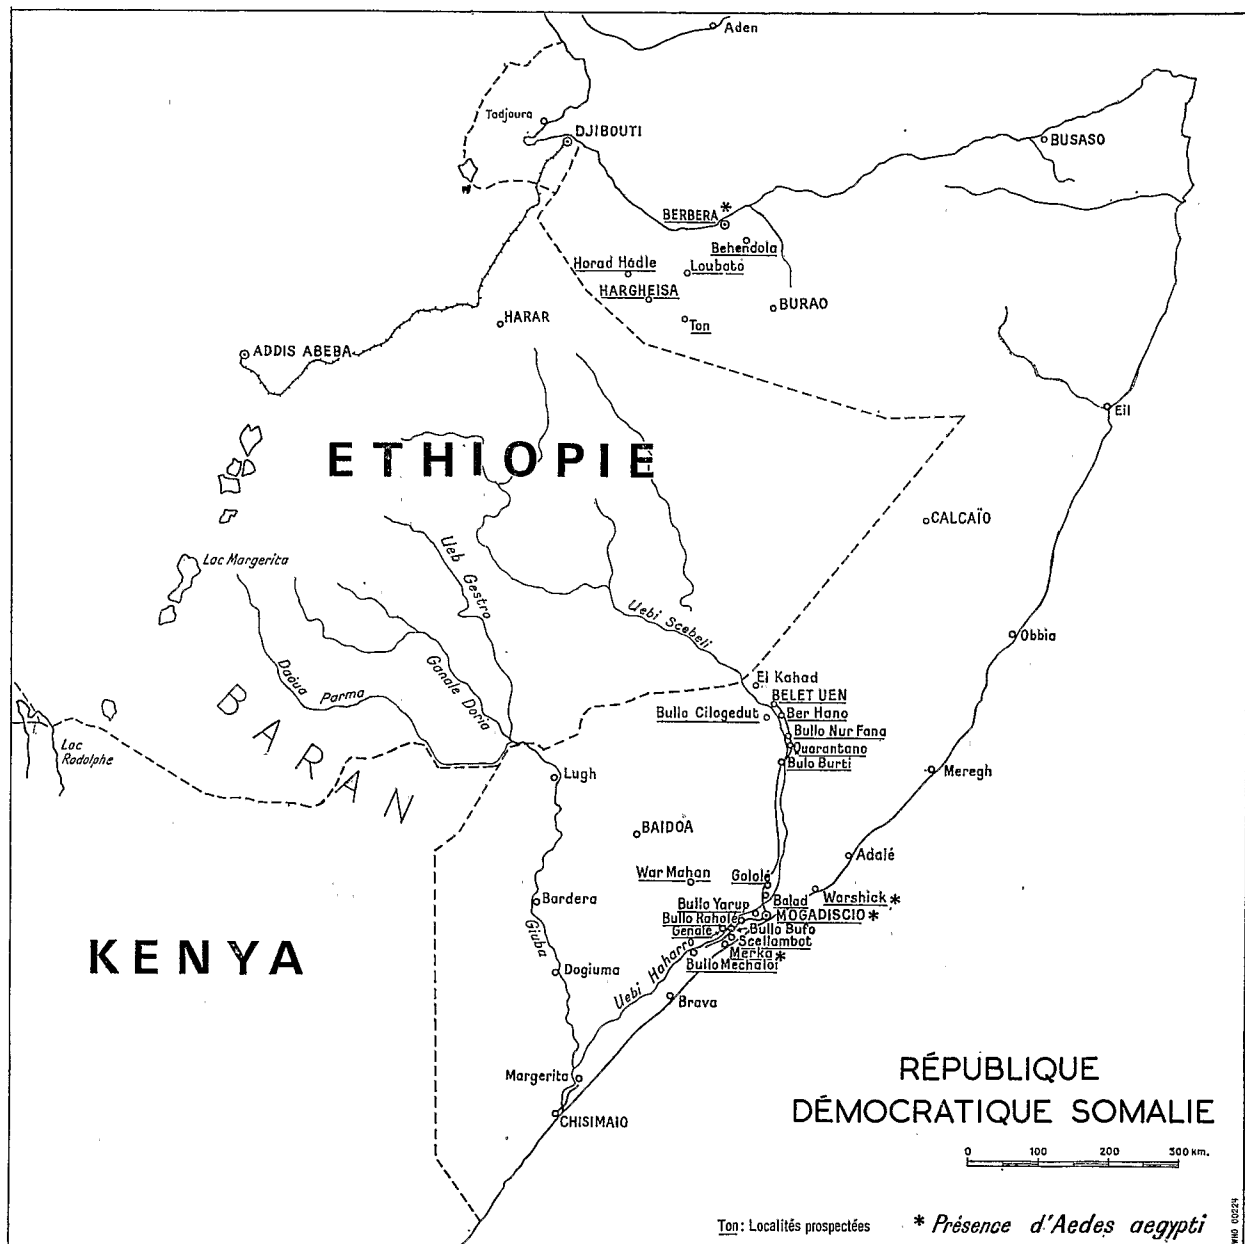 Aden
Tadjoura
DJIBOUTI
BUSASO
BERBERA *
Behendola
Horad Hadle
Loubato
HARGHEISA
BURAO
HARAR
Ton
ADDIS ABEBA
Eil
ETHIOPIE
CALCAÏO
Ueb Gestro
Lac Margerita
Uebi Scebeli
Obbia
Ganale Doria
Daoua Parma
El Kahad
BELET UEN
Bullo Cilogedut
Ber Hano
Bullo Nur Fana
Quarantano
Bulo Burti
BARAN
Lac
Rodolphe
Lugh
Meregh
BAIDOA
Adalé
War Mahan
Gololé
Warshick *
Bardera
Balad
Bullo Yarup
MOGADISCIO *
Bullo Raholé
Genale
Bullo Bufo
Scellambot
Giuba
Uebi Haharro
Merka *
KENYA
Bullo Mechaloi
Dogiuma
Brava
Margerita
CHISIMAIO
RÉPUBLIQUE
DÉMOCRATIQUE SOMALIE
0 100 200 300 KM.
Ton: Localités prospectées
* Présence d'Aedes aegypti
WHO 00224